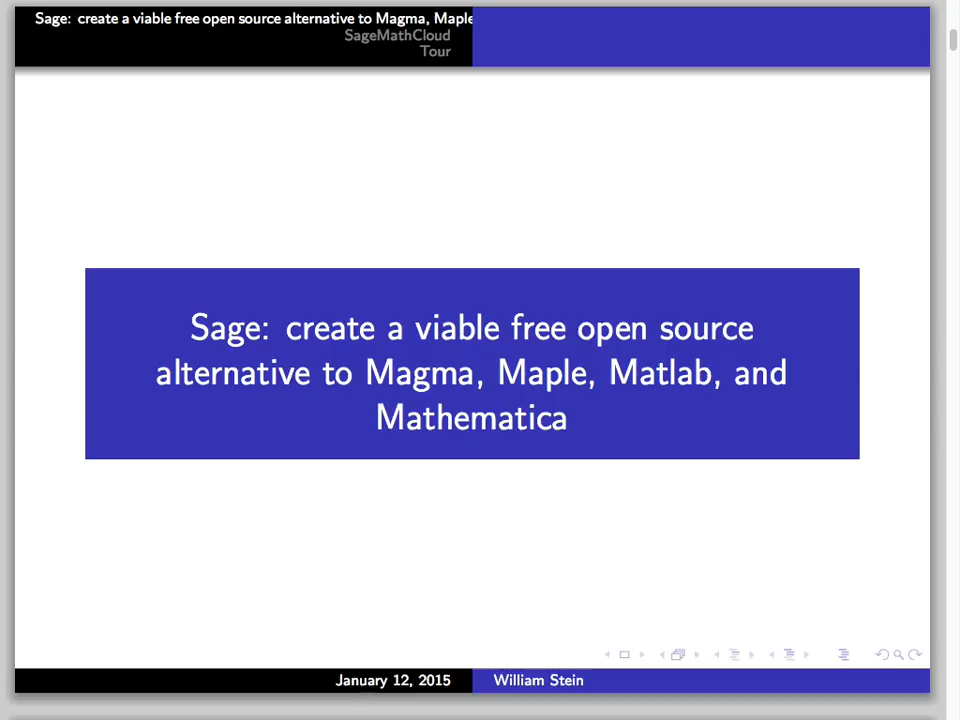 Sage: create a viable free open source alternative to Magma, Maple
SageMathCloud
Tour
Sage: create a viable free open source
alternative to Magma, Maple, Matlab, and
Mathematica
January 12, 2015 William Stein